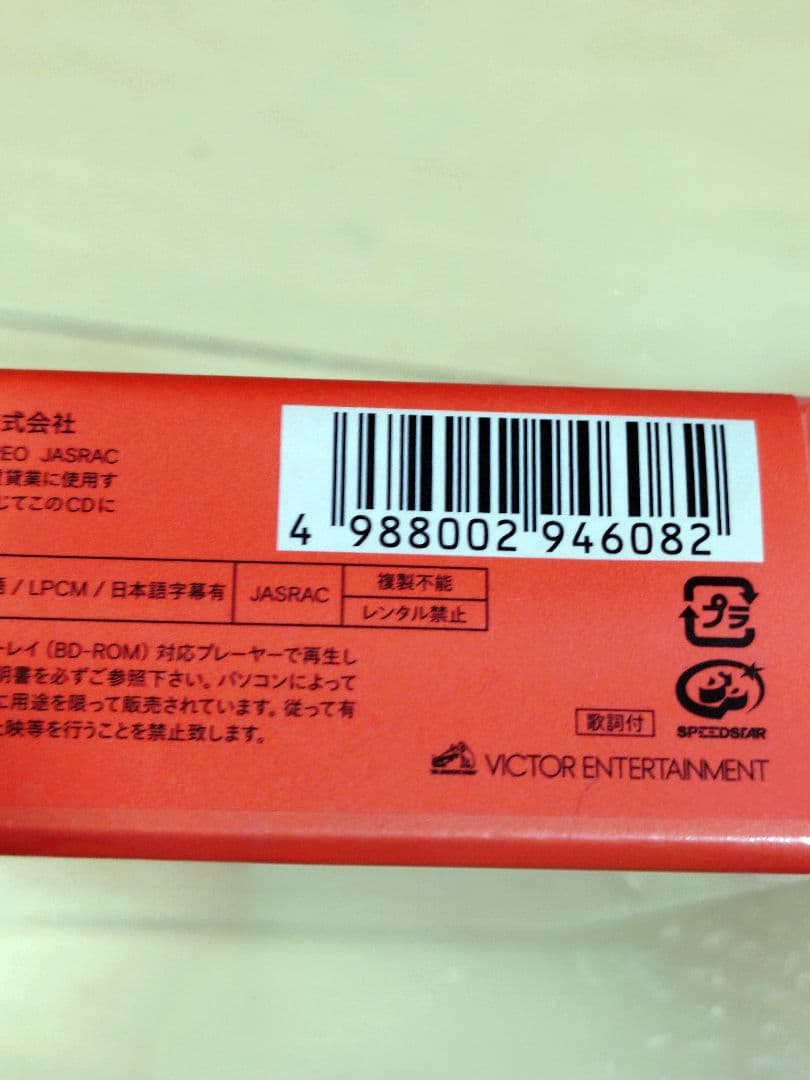 式会社
REO JASRAC
賃貸業に使用す
じてこのCDに
4 988002 946082
語 / LPCM / 日本語字幕有
JASRAC
複製不能
レンタル禁止
ーレイ(BD-ROM)対応プレーヤーで再生し
明書を必ずご参照下さい。パソコンによって
に用途を限って販売されています。従って有
上映等を行うことを禁止致します。
プラ
歌詞付
SPEEDSTAR
VICTOR ENTERTAINMENT